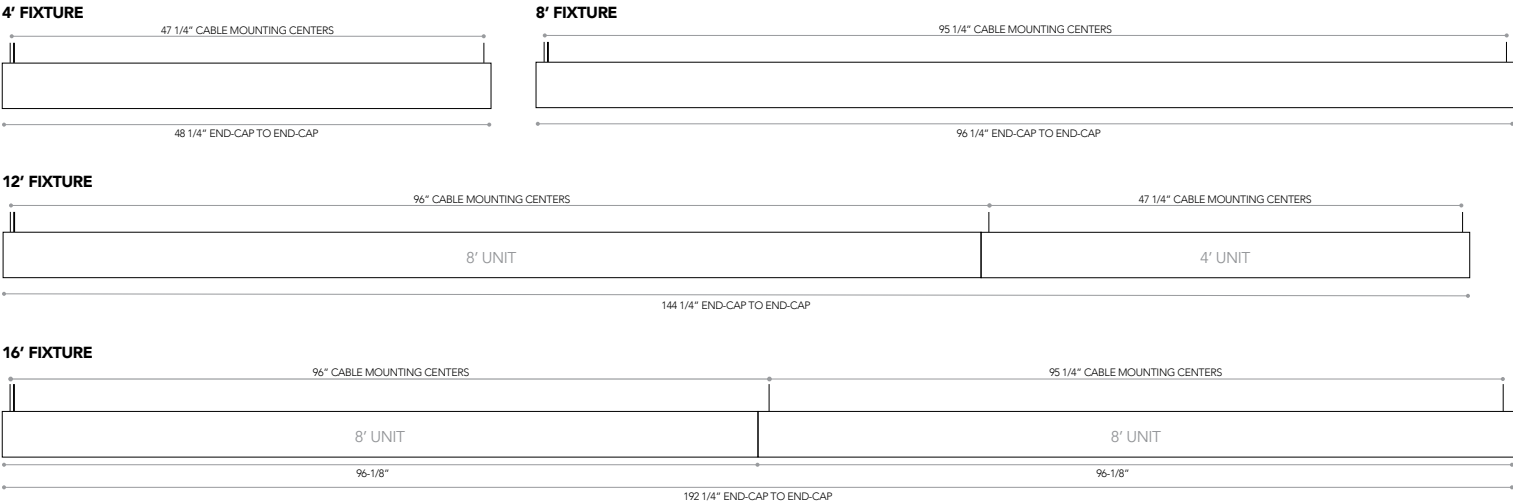 4’ FIXTURE
47 1/4” CABLE MOUNTING CENTERS
48 1/4” END-CAP TO END-CAP
8’ FIXTURE
95 1/4” CABLE MOUNTING CENTERS
96 1/4” END-CAP TO END-CAP
12’ FIXTURE
96” CABLE MOUNTING CENTERS
47 1/4” CABLE MOUNTING CENTERS
8’ UNIT
4’ UNIT
144 1/4” END-CAP TO END-CAP
16’ FIXTURE
96” CABLE MOUNTING CENTERS
95 1/4” CABLE MOUNTING CENTERS
8’ UNIT
8’ UNIT
96-1/8”
96-1/8”
192 1/4” END-CAP TO END-CAP